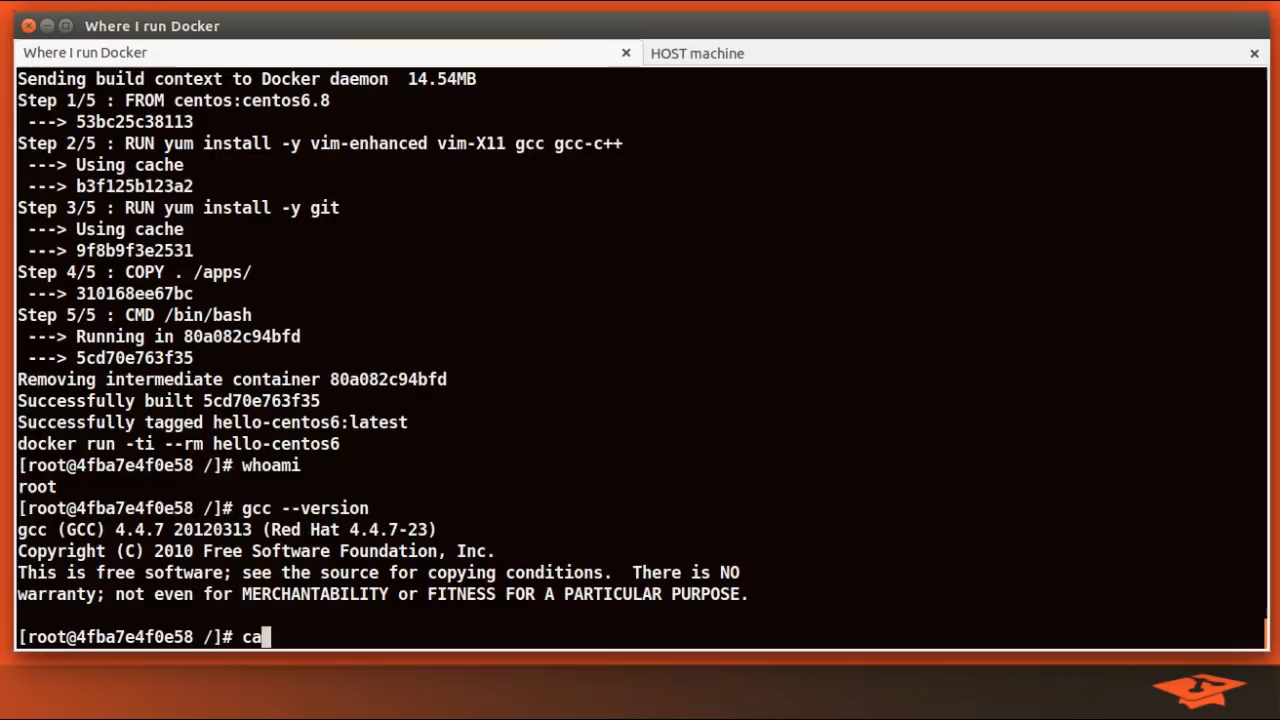 Where I run Docker
Where I run Docker
HOST machine
Sending build context to Docker daemon  14.54MB
Step 1/5 : FROM centos:centos6.8
 ---> 53bc25c38113
Step 2/5 : RUN yum install -y vim-enhanced vim-X11 gcc gcc-c++
 ---> Using cache
 ---> b3f125b123a2
Step 3/5 : RUN yum install -y git
 ---> Using cache
 ---> 9f8b9f3e2531
Step 4/5 : COPY . /apps/
 ---> 310168ee67bc
Step 5/5 : CMD /bin/bash
 ---> Running in 80a082c94bfd
 ---> 5cd70e763f35
Removing intermediate container 80a082c94bfd
Successfully built 5cd70e763f35
Successfully tagged hello-centos6:latest
docker run -ti --rm hello-centos6
[root@4fba7e4f0e58 /]# whoami
root
[root@4fba7e4f0e58 /]# gcc --version
gcc (GCC) 4.4.7 20120313 (Red Hat 4.4.7-23)
Copyright (C) 2010 Free Software Foundation, Inc.
This is free software; see the source for copying conditions.  There is NO
warranty; not even for MERCHANTABILITY or FITNESS FOR A PARTICULAR PURPOSE.
[root@4fba7e4f0e58 /]# ca